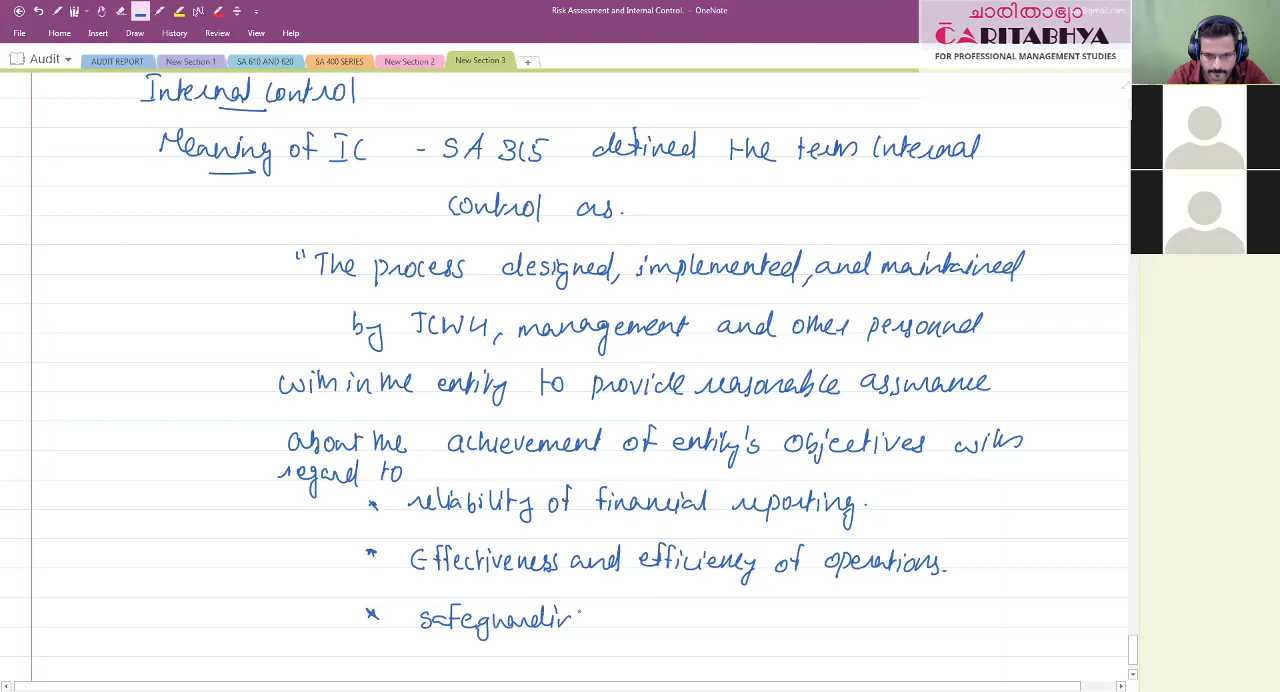 Risk Assessment and Internal Control. - OneNote
File Home Insert Draw History Review View Help
Audit AUDIT REPORT New Section 1 SA 610 AND 620 SA 400 SERIES New Section 2 New Section 3
ചാരിതാഭ്യാ
CARITABHYA
FOR PROFESSIONAL MANAGEMENT STUDIES
Internal control
Meaning of IC - SA 315 defined the term internal
control as.
"The process designed, implemented, and maintained
by TCWG, management and other personnel
within the entity to provide reasonable assurance
about the achievement of entity's objectives with
regard to
* reliability of financial reporting.
* Effectiveness and efficiency of operations.
* safeguardin